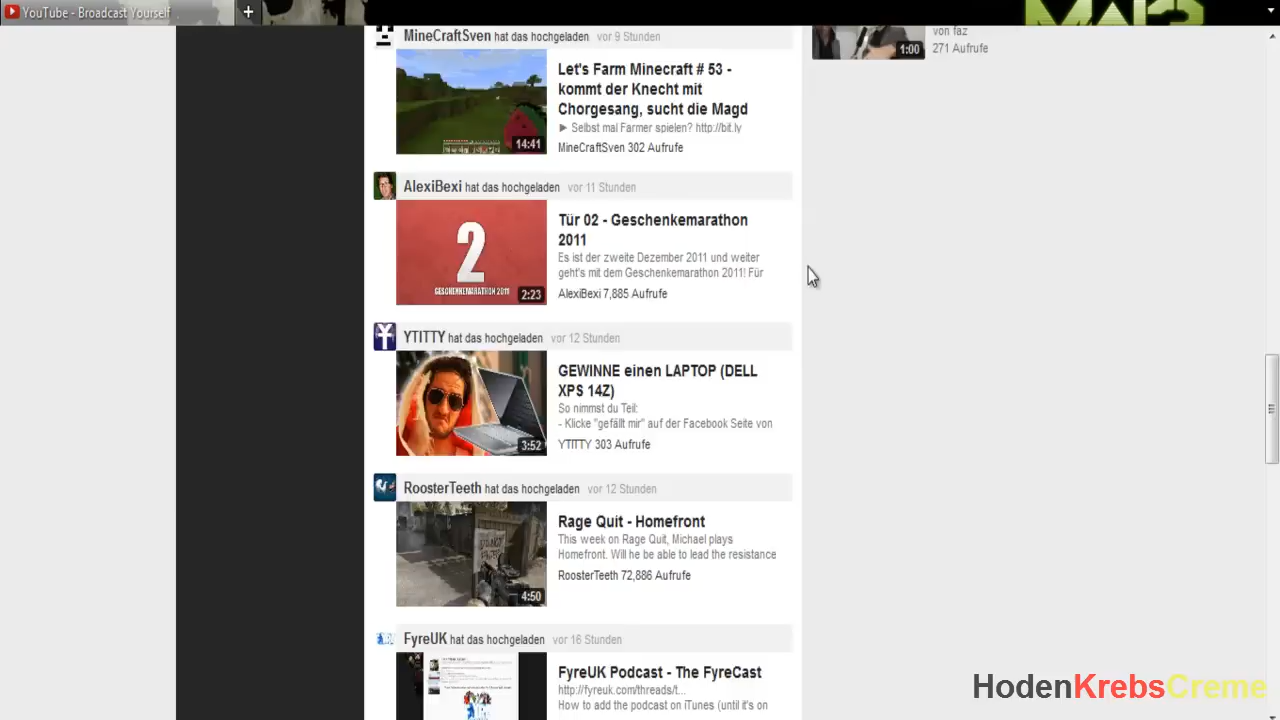 YouTube - Broadcast Yourself
MineCraftSven hat das hochgeladen vor 9 Stunden
Let's Farm Minecraft # 53 -
kommt der Knecht mit
Chorgesang, sucht die Magd
► Selbst mal Farmer spielen? http://bit.ly
MineCraftSven 302 Aufrufe
14:41
von faz
271 Aufrufe
1:00
AlexiBexi hat das hochgeladen vor 11 Stunden
2
GESCHENKEMARATHON 2011
2:23
Tür 02 - Geschenkemarathon
2011
Es ist der zweite Dezember 2011 und weiter
geht's mit dem Geschenkemarathon 2011! Für
AlexiBexi 7,885 Aufrufe
YTITTY hat das hochgeladen vor 12 Stunden
3:52
GEWINNE einen LAPTOP (DELL
XPS 14Z)
So nimmst du Teil:
- Klicke "gefällt mir" auf der Facebook Seite von
YTITTY 303 Aufrufe
RoosterTeeth hat das hochgeladen vor 12 Stunden
4:50
Rage Quit - Homefront
This week on Rage Quit, Michael plays
Homefront. Will he be able to lead the resistance
RoosterTeeth 72,886 Aufrufe
FyreUK hat das hochgeladen vor 16 Stunden
FyreUK Podcast - The FyreCast
http://fyreuk.com/threads/t...
How to add the podcast on iTunes (until it's on
HodenKrebsCreme